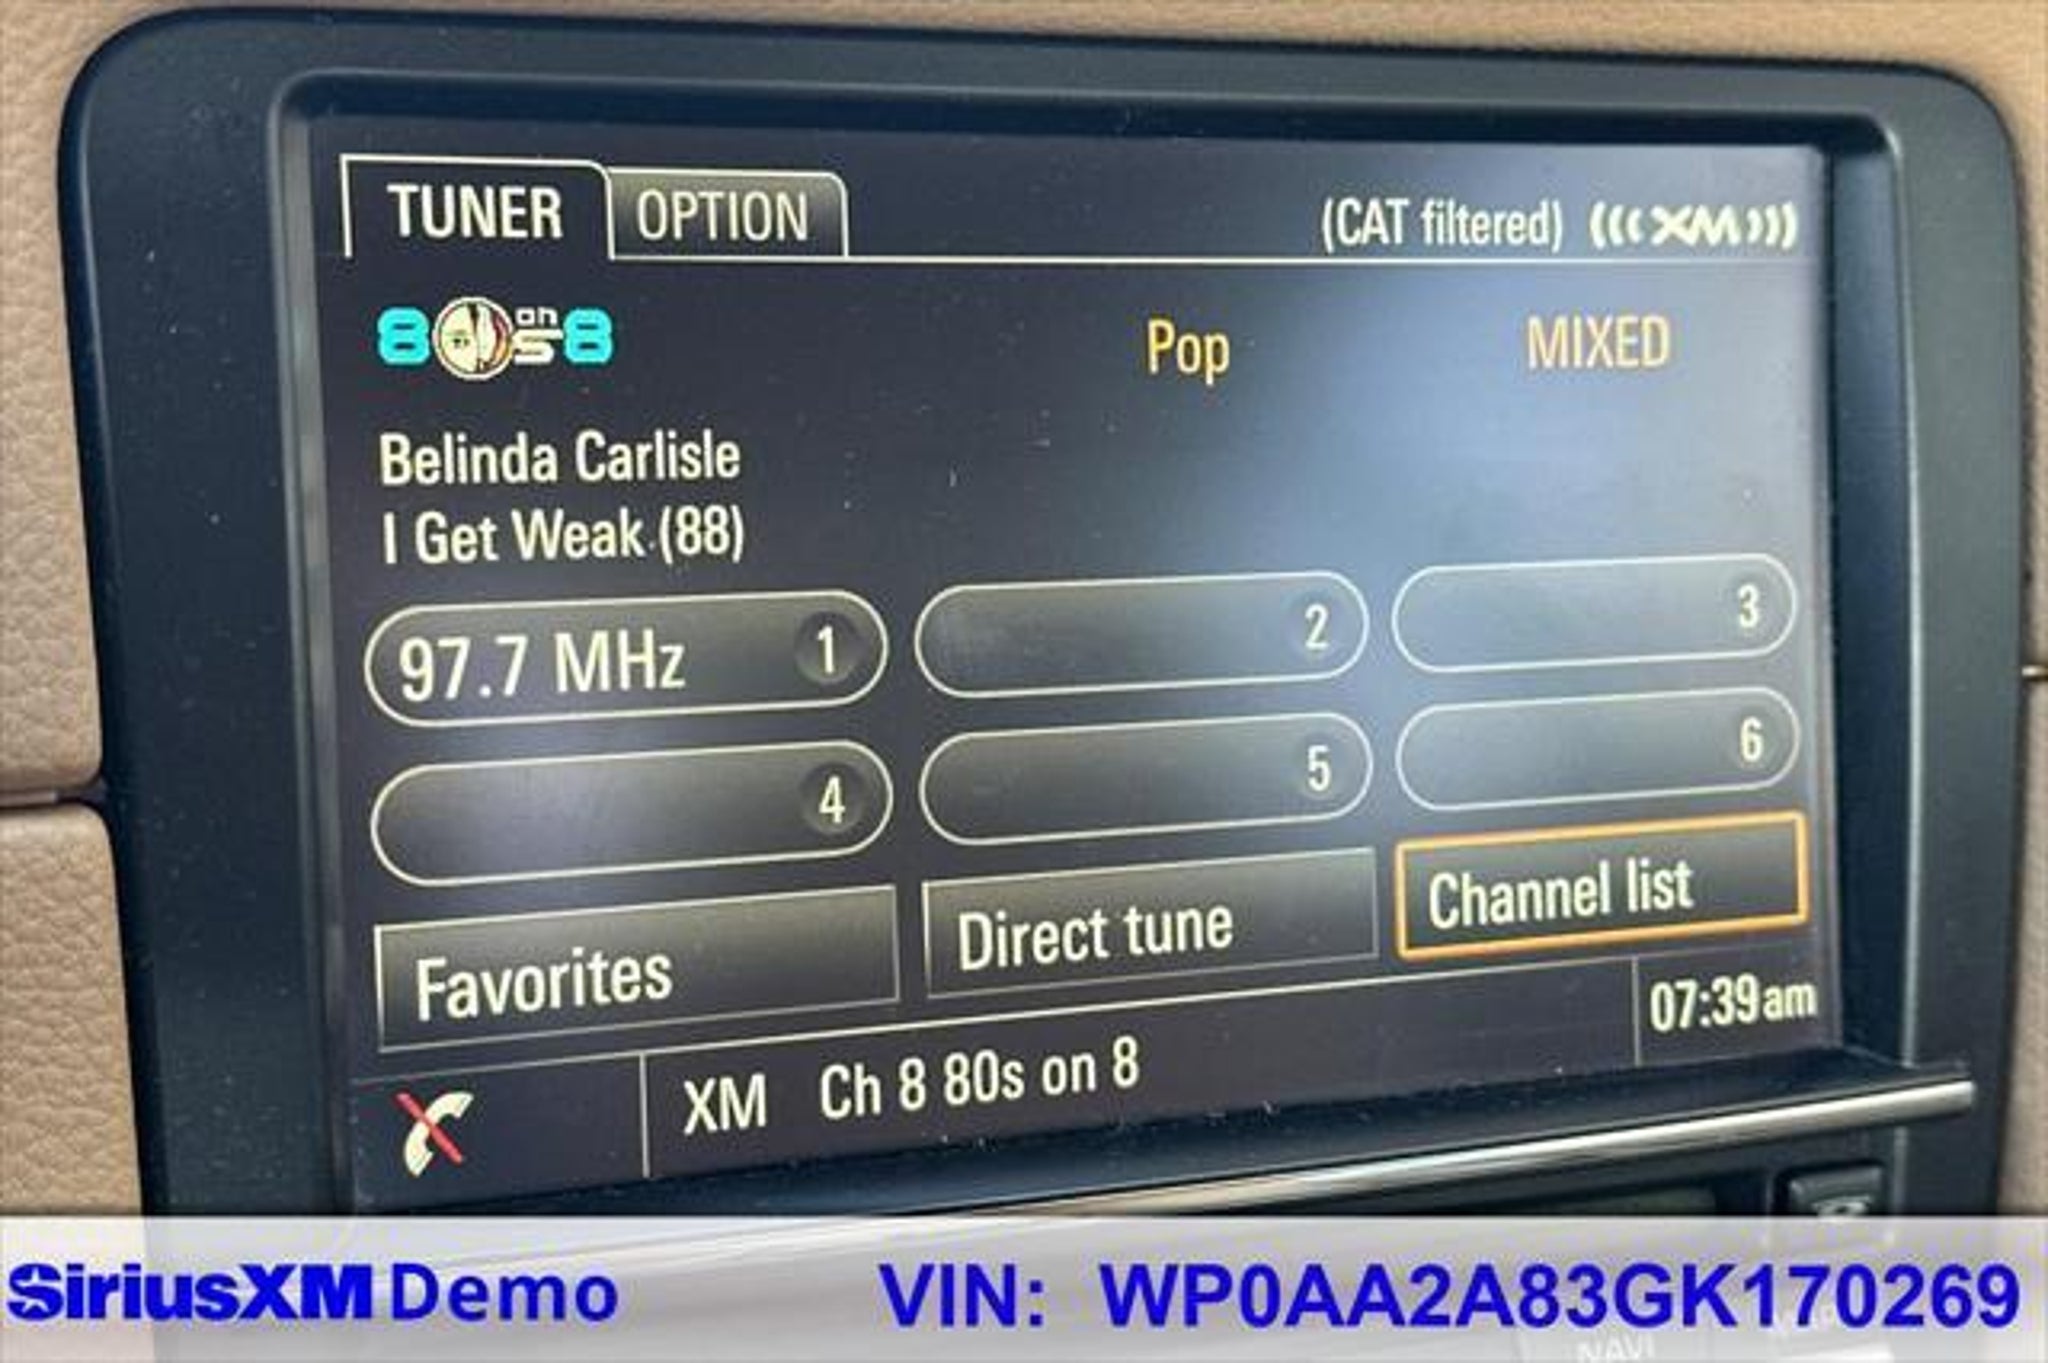 TUNER OPTION (CAT filtered) (((XM)))
80s on 8 Pop MIXED
Belinda Carlisle
I Get Weak (88)
97.7 MHz 1 2 3
4 5 6
Favorites Direct tune Channel list
07:39am
XM Ch 8 80s on 8
SiriusXM Demo VIN: WP0AA2A83GK170269
NAVI